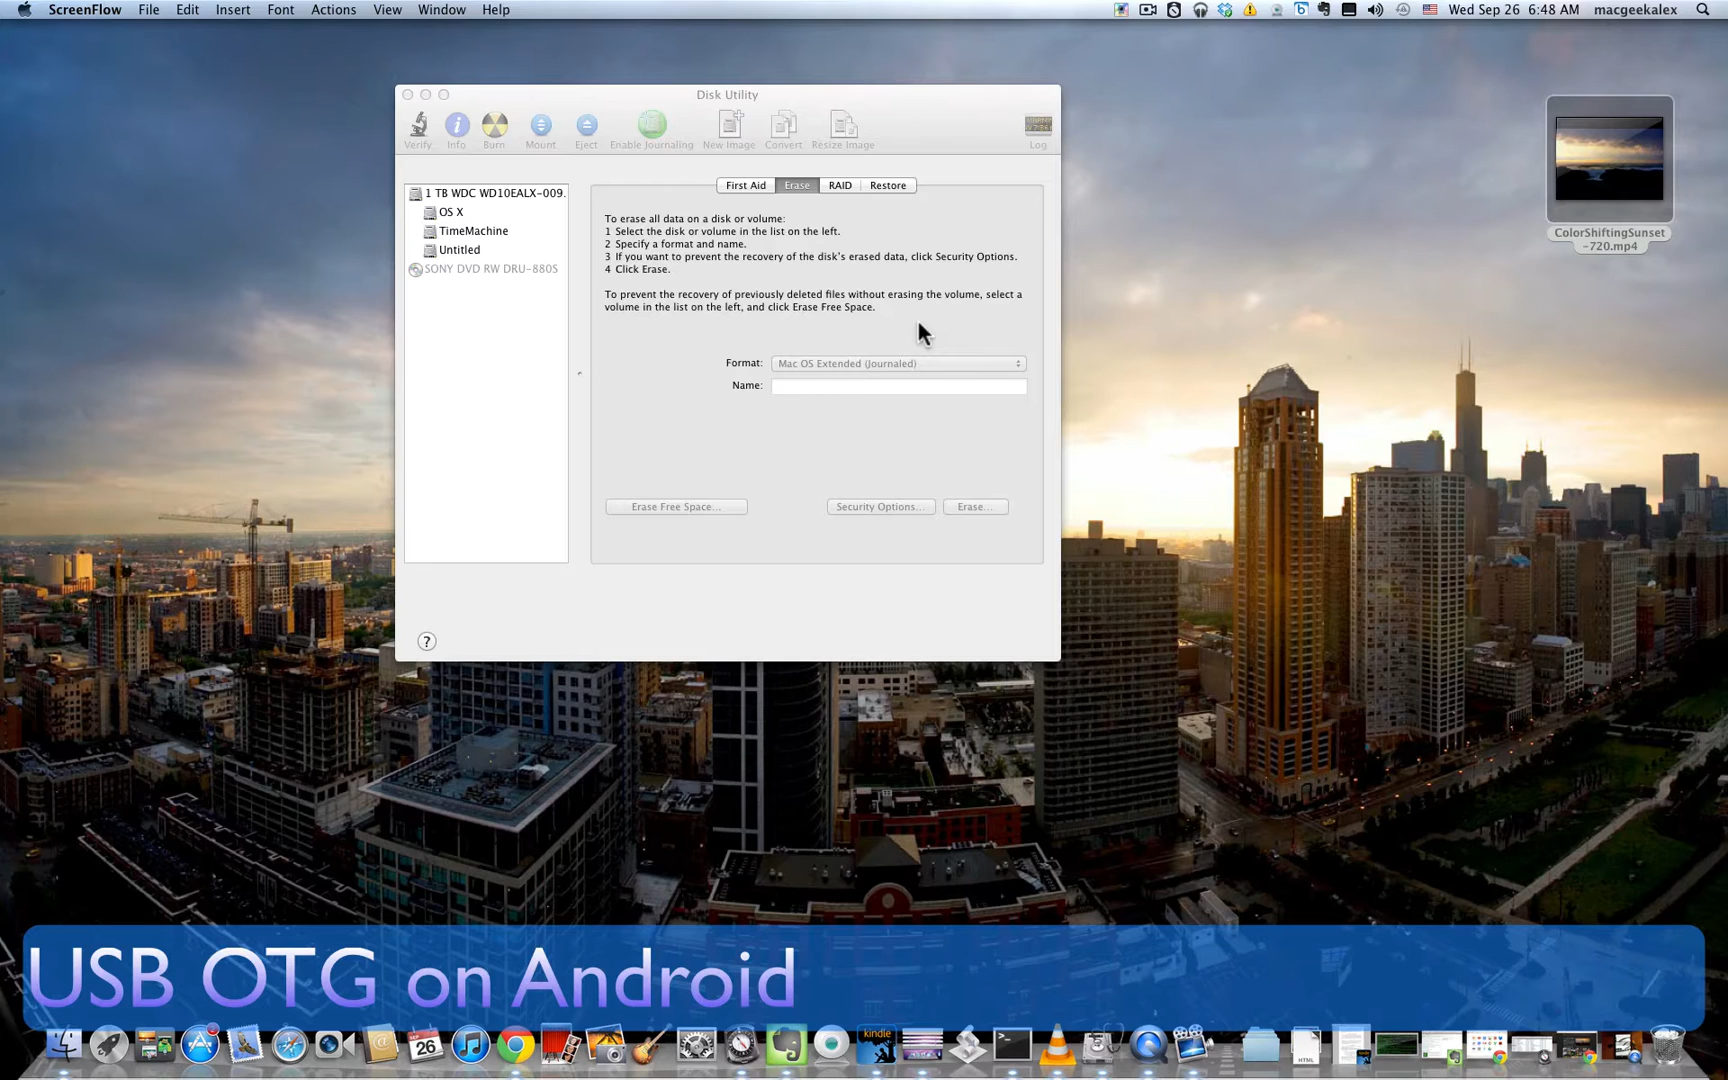 ScreenFlow File Edit Insert Font Actions View Window Help
Wed Sep 26 6:48 AM macgeekalex
Disk Utility
Verify Info Burn Mount Eject Enable Journaling New Image Convert Resize Image Log
1 TB WDC WD10EALX-009.
OS X
TimeMachine
Untitled
SONY DVD RW DRU-880S
First Aid Erase RAID Restore
To erase all data on a disk or volume:
1 Select the disk or volume in the list on the left.
2 Specify a format and name.
3 If you want to prevent the recovery of the disk's erased data, click Security Options.
4 Click Erase.
To prevent the recovery of previously deleted files without erasing the volume, select a
volume in the list on the left, and click Erase Free Space.
Format: Mac OS Extended (Journaled)
Name:
Erase Free Space... Security Options... Erase...
?
ColorShiftingSunset
-720.mp4
USB OTG on Android
26
kindle
HTML